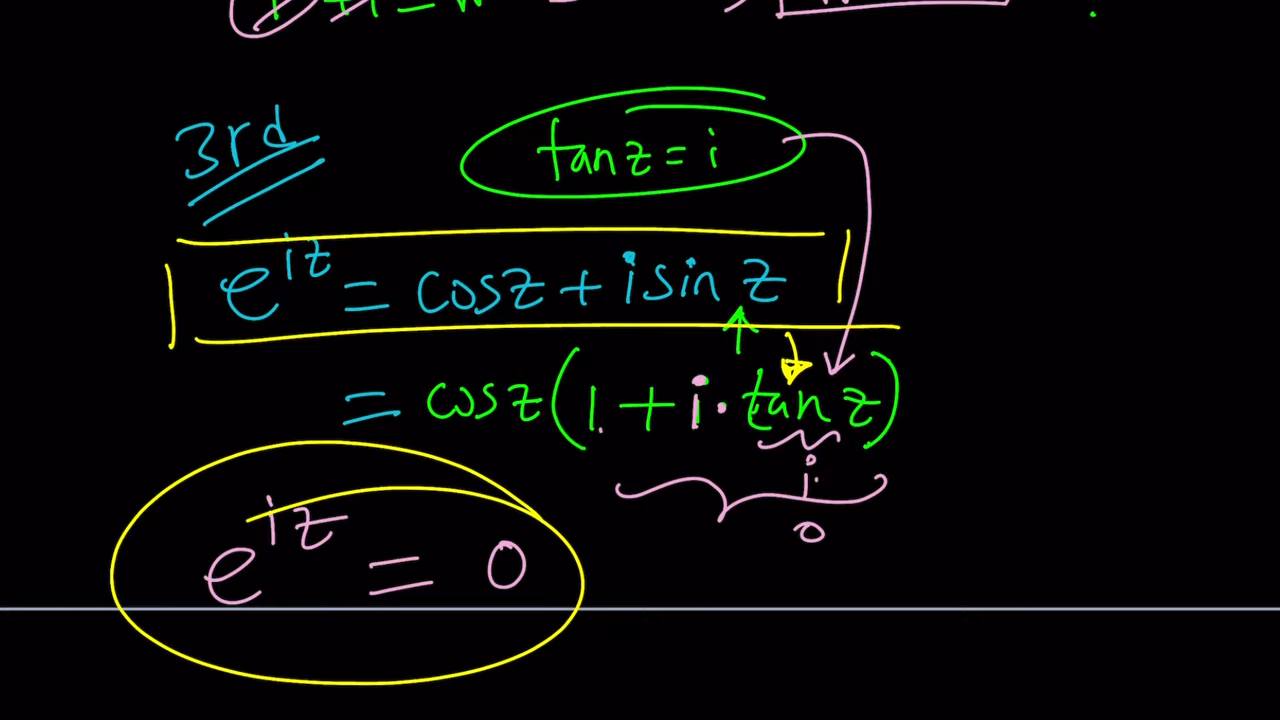 3rd tan z = i
e^{iz} = cos z + i sin z
= cos z (1 + i · tan z)
i
0
e^{iz} = 0